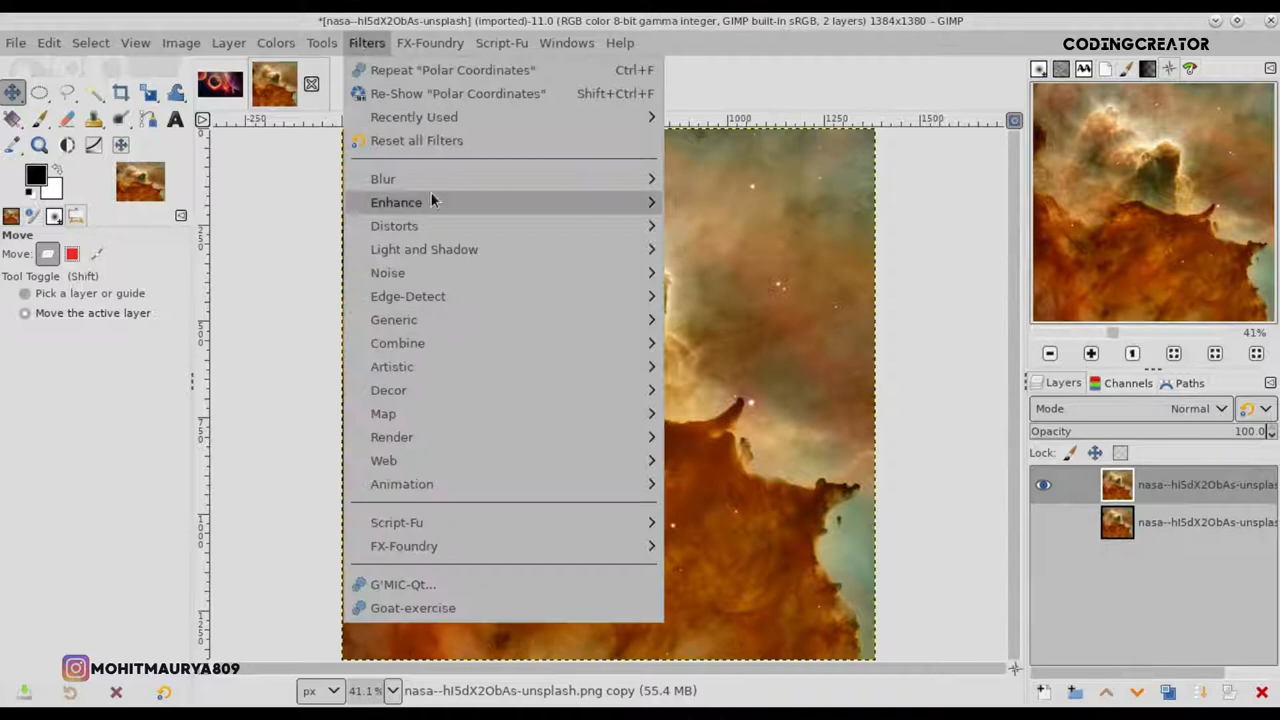 *[nasa--hI5dX2ObAs-unsplash] (imported)-11.0 (RGB color 8-bit gamma integer, GIMP built-in sRGB, 2 layers) 1384x1380 – GIMP
File Edit Select View Image Layer Colors Tools Filters FX-Foundry Script-Fu Windows Help
CODINGCREATOR
Repeat "Polar Coordinates" Ctrl+F
Re-Show "Polar Coordinates" Shift+Ctrl+F
Recently Used
Reset all Filters
-250 1000 1250 1500
Blur
Enhance
Distorts
Light and Shadow
Noise
Edge-Detect
Generic
Combine
Artistic
Decor
Map
Render
Web
Animation
Script-Fu
FX-Foundry
G'MIC-Qt...
Goat-exercise
0
250
500
750
1000
1250
Move
Move:
Tool Toggle (Shift)
Pick a layer or guide
Move the active layer
41%
Layers Channels Paths
Mode Normal
Opacity 100.0
Lock:
nasa--hI5dX2ObAs-unsplas
nasa--hI5dX2ObAs-unsplas
MOHITMAURYA809
px 41.1% nasa--hI5dX2ObAs-unsplash.png copy (55.4 MB)